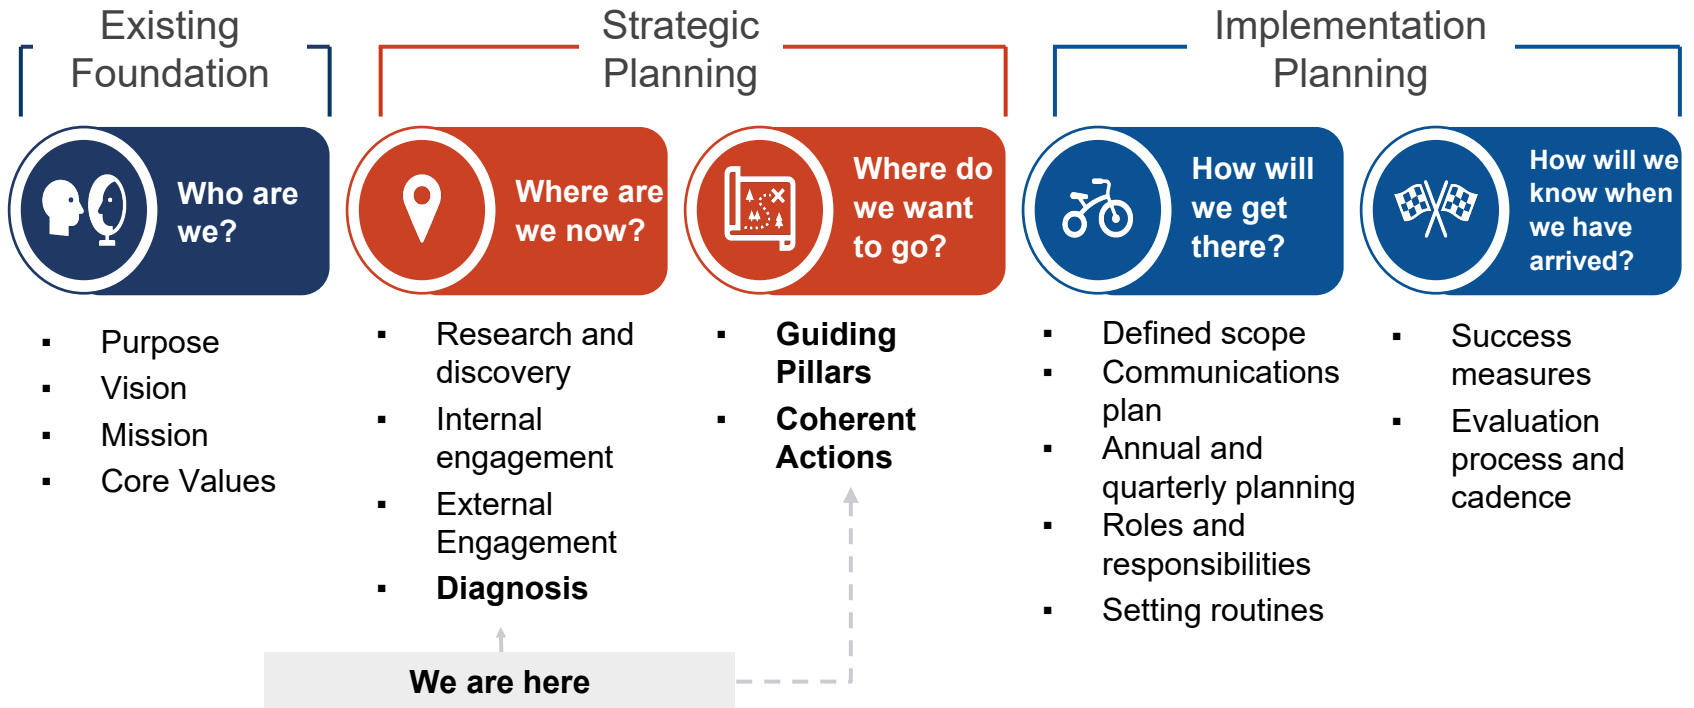 Existing
Foundation
Strategic
Planning
Implementation
Planning
Who are
we?
Where are
we now?
Where do
we want
to go?
How will
we get
there?
How will we
know when
we have
arrived?
▪ Purpose
▪ Vision
▪ Mission
▪ Core Values
▪ Research and
discovery
▪ Internal
engagement
▪ External
Engagement
▪ Diagnosis
▪ Guiding
Pillars
▪ Coherent
Actions
▪ Defined scope
▪ Communications
plan
▪ Annual and
quarterly planning
▪ Roles and
responsibilities
▪ Setting routines
▪ Success
measures
▪ Evaluation
process and
cadence
We are here